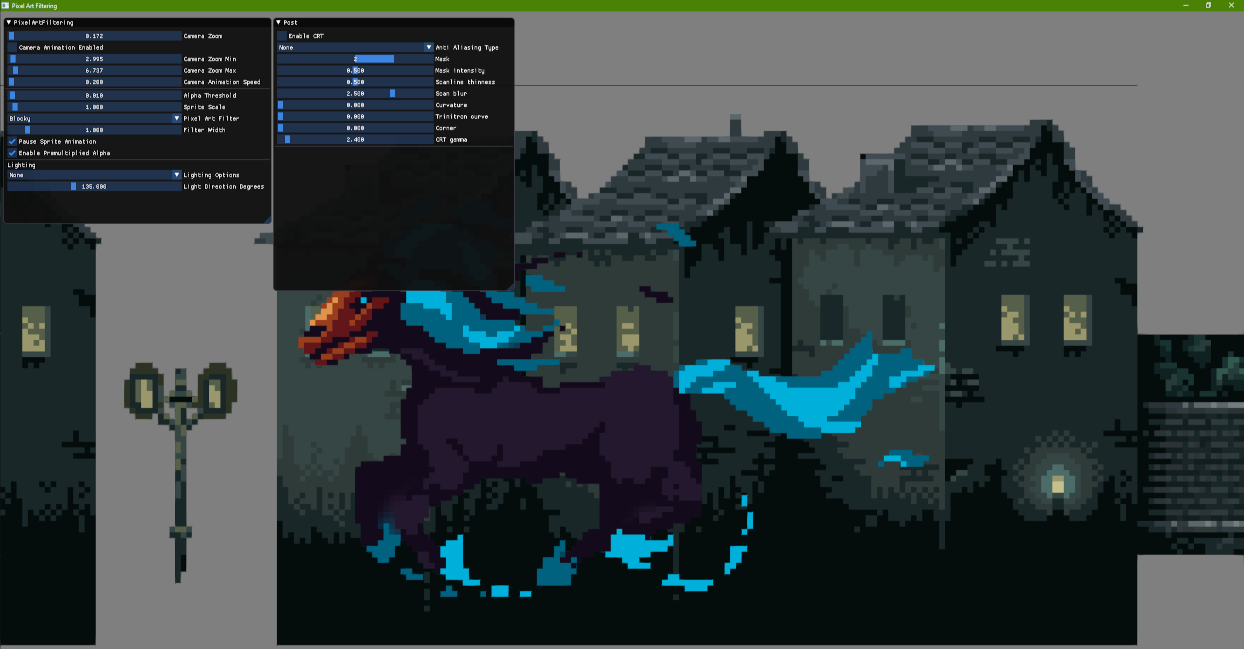 Pixel Art Filtering
PixelArtFiltering
0.172 Camera Zoom
Camera Animation Enabled
2.995 Camera Zoom Min
6.737 Camera Zoom Max
0.200 Camera Animation Speed
0.010 Alpha Threshold
1.000 Sprite Scale
Blocky Pixel Art Filter
1.000 Filter Width
Pause Sprite Animation
Enable Premultiplied Alpha
Lighting
None Lighting Options
135.000 Light Direction Degrees
Post
Enable CRT
None Anti Aliasing Type
2 Mask
0.500 Mask intensity
0.500 Scanline thinness
2.500 Scan blur
0.000 Curvature
0.000 Trinitron curve
0.000 Corner
2.400 CRT gamma